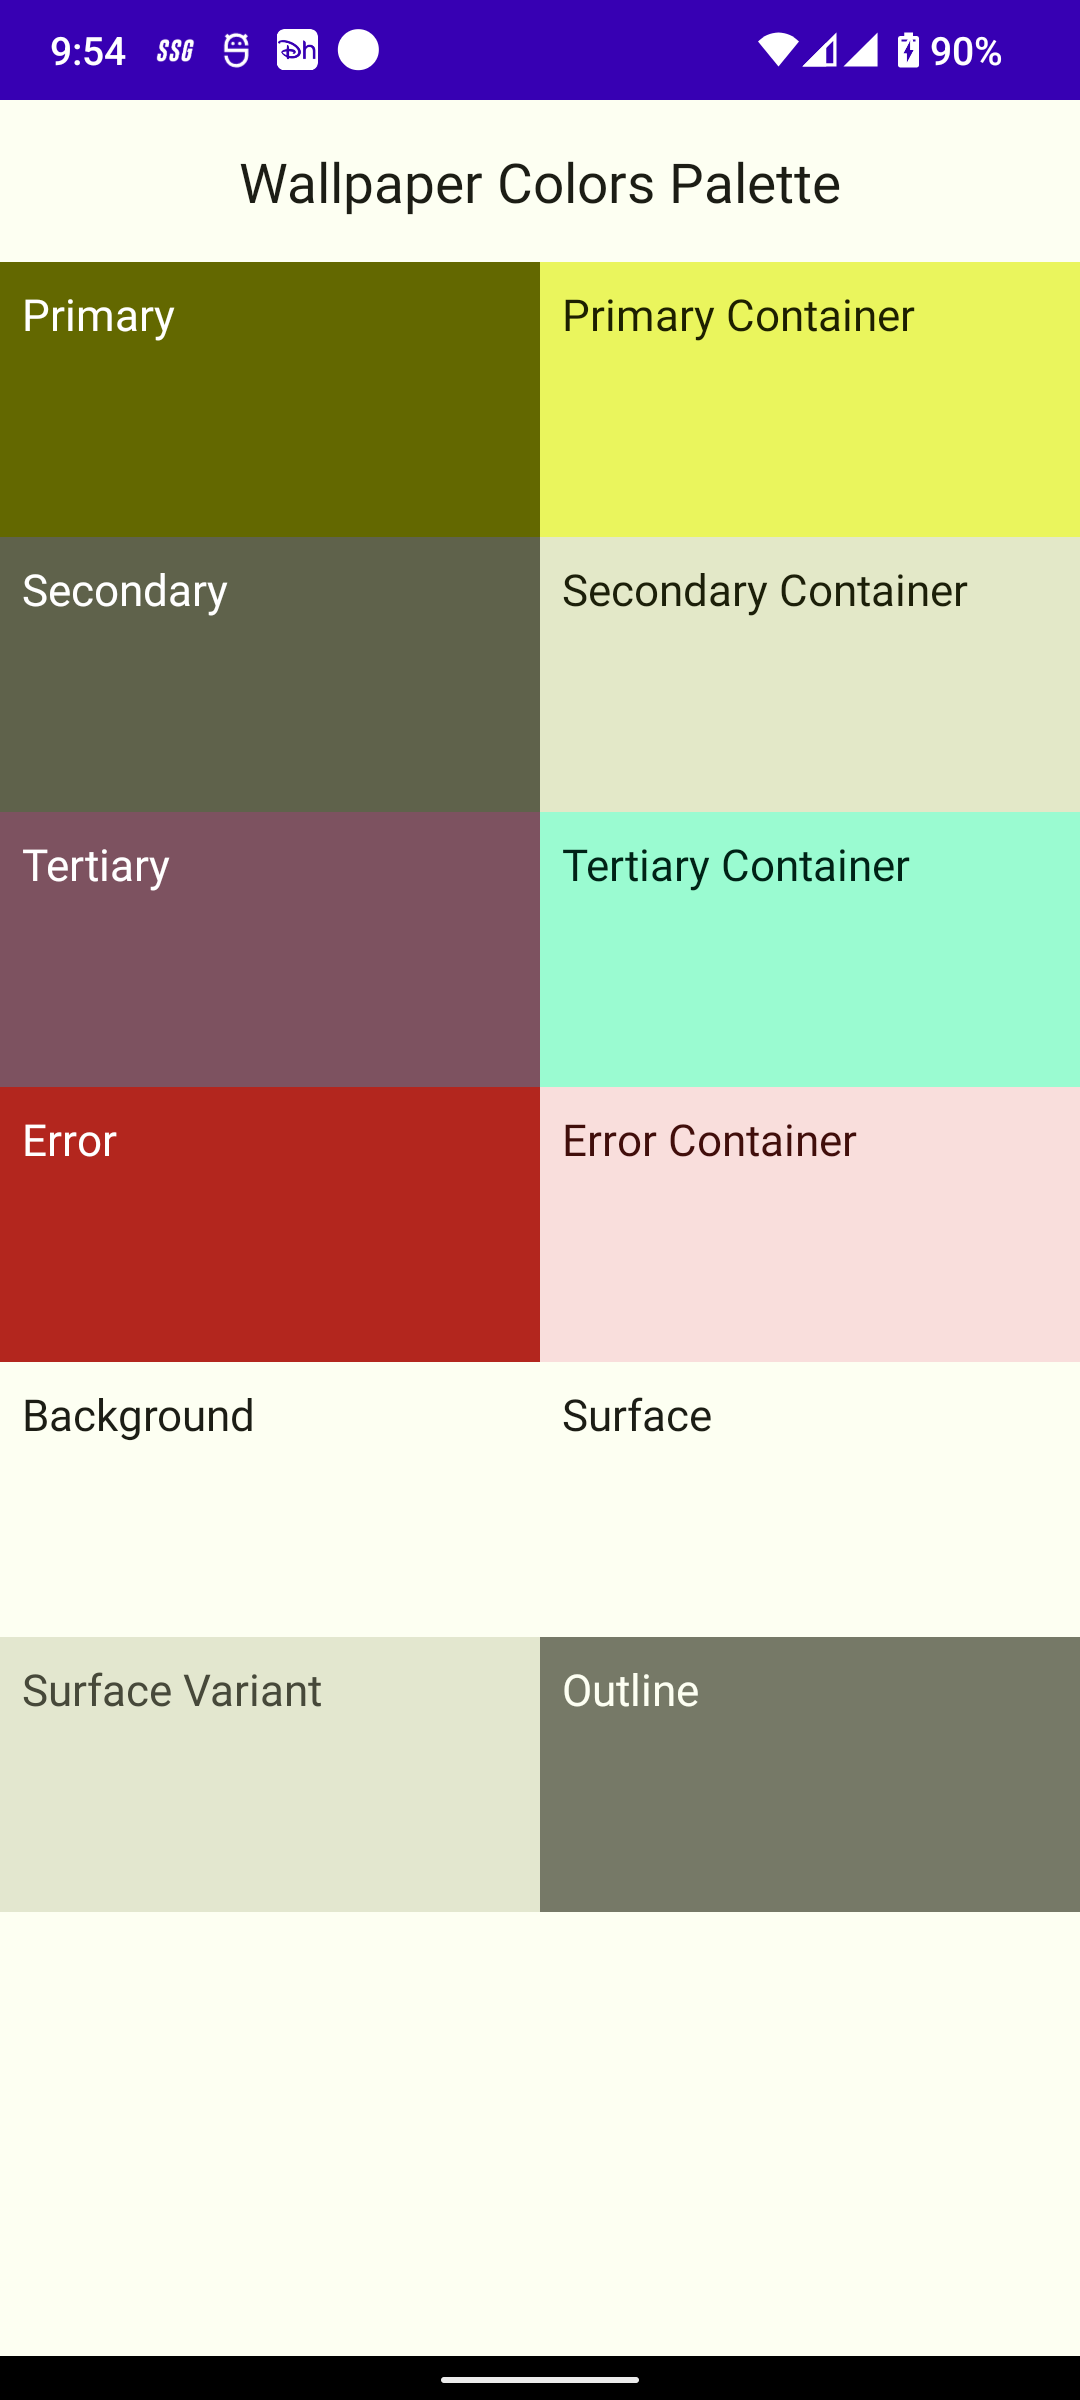 9:54 SSG Dh 90%
Wallpaper Colors Palette
Primary
Primary Container
Secondary
Secondary Container
Tertiary
Tertiary Container
Error
Error Container
Background
Surface
Surface Variant
Outline